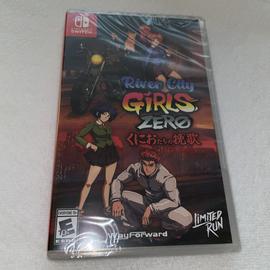 River City
GIRLS
ZERO
くにおたちの挽歌
WayForward
LIMITED
RUN